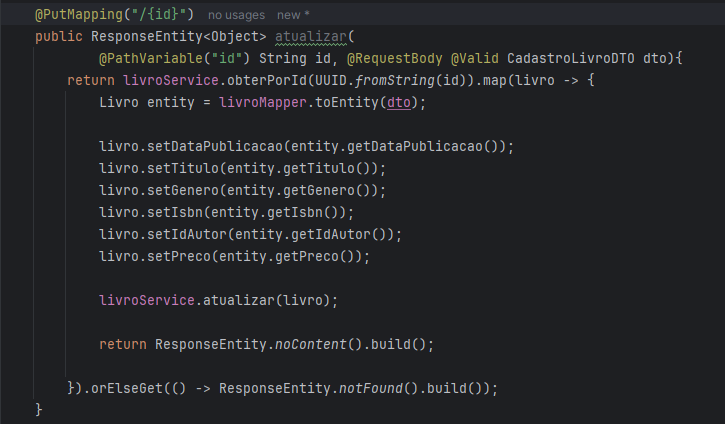 @PutMapping("/{id}") no usages new *
public ResponseEntity<Object> atualizar(
@PathVariable("id") String id, @RequestBody @Valid CadastroLivroDTO dto){
return livroService.obterPorId(UUID.fromString(id)).map(livro -> {
Livro entity = livroMapper.toEntity(dto);
livro.setDataPublicacao(entity.getDataPublicacao());
livro.setTitulo(entity.getTitulo());
livro.setGenero(entity.getGenero());
livro.setIsbn(entity.getIsbn());
livro.setIdAutor(entity.getIdAutor());
livro.setPreco(entity.getPreco());
livroService.atualizar(livro);
return ResponseEntity.noContent().build();
}).orElseGet(() -> ResponseEntity.notFound().build());
}